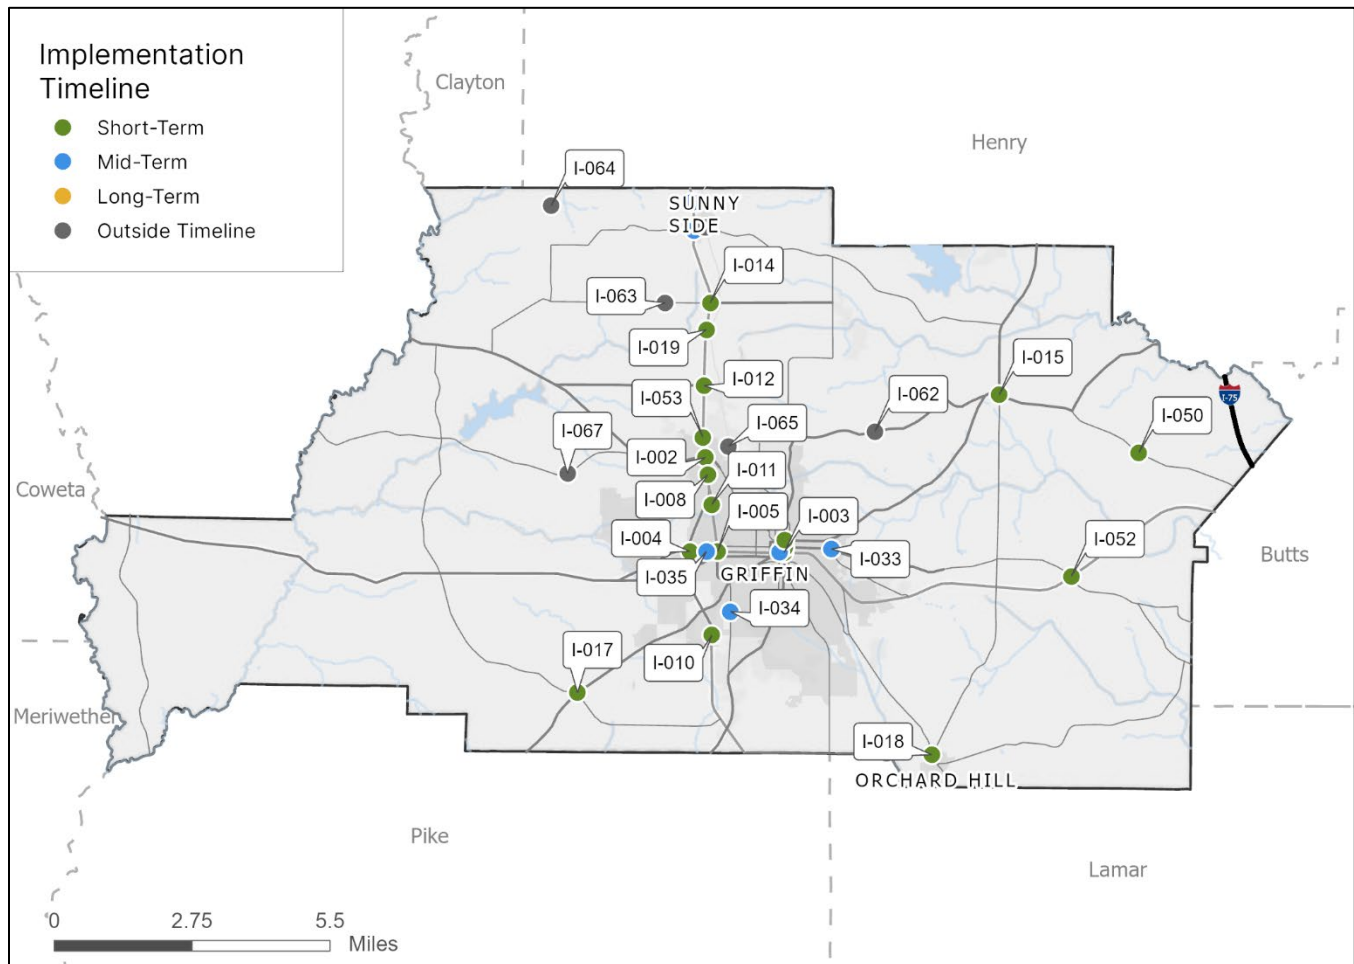 Implementation
Timeline
Short-Term
Mid-Term
Long-Term
Outside Timeline
Clayton
Henry
I-064
SUNNY
SIDE
I-014
I-063
I-019
I-015
I-012
I-053
I-062
I-75
I-050
I-065
I-067
I-002
I-011
Coweta
I-008
I-005
I-003
I-004
I-033
I-052
Butts
I-035
GRIFFIN
I-034
I-017
I-010
Meriwether
I-018
ORCHARD HILL
Pike
Lamar
0 2.75 5.5
Miles